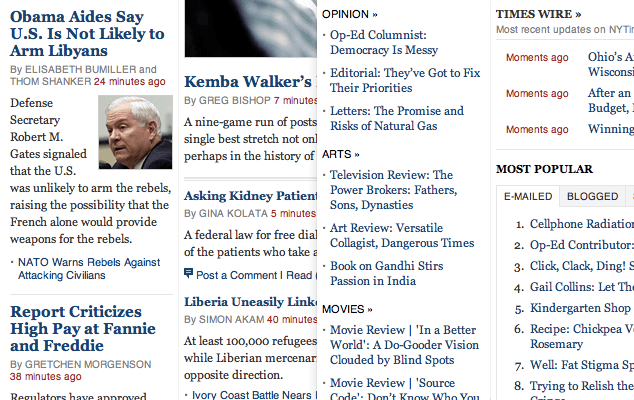 Obama Aides Say
U.S. Is Not Likely to
Arm Libyans
By ELISABETH BUMILLER and
THOM SHANKER 24 minutes ago
Defense
Secretary
Robert M.
Gates signaled
that the U.S.
was unlikely to arm the rebels,
raising the possibility that the
French alone would provide
weapons for the rebels.
• NATO Warns Rebels Against
Attacking Civilians
Report Criticizes
High Pay at Fannie
and Freddie
By GRETCHEN MORGENSON
38 minutes ago
Regulators have approved
Kemba Walker's
By GREG BISHOP 7 minutes
A nine-game run of posts
single best stretch not only
perhaps in the history of
Asking Kidney Patient
By GINA KOLATA 5 minutes
A federal law for free dial
of the patients who take a
Post a Comment | Read
Liberia Uneasily Linke
By SIMON AKAM 40 minutes
At least 100,000 refugees
while Liberian mercenar
opposite direction.
• Ivory Coast Battle Nears
OPINION »
• Op-Ed Columnist:
Democracy Is Messy
• Editorial: They've Got to Fix
Their Priorities
• Letters: The Promise and
Risks of Natural Gas
ARTS »
• Television Review: The
Power Brokers: Fathers,
Sons, Dynasties
• Art Review: Versatile
Collagist, Dangerous Times
• Book on Gandhi Stirs
Passion in India
MOVIES »
• Movie Review | 'In a Better
World': A Do-Gooder Vision
Clouded by Blind Spots
• Movie Review | 'Source
Code': Don't Know Who You
TIMES WIRE »
Most recent updates on NYTim
Moments ago Ohio's A
Wisconsi
Moments ago After an
Budget,
Moments ago Winning
MOST POPULAR
E-MAILED BLOGGED
1. Cellphone Radiation
2. Op-Ed Contributor:
3. Click, Clack, Ding! S
4. Gail Collins: Let The
5. Kindergarten Shop
6. Recipe: Chickpea Ve
Rosemary
7. Well: Fat Stigma Sp
8. Trying to Relish the